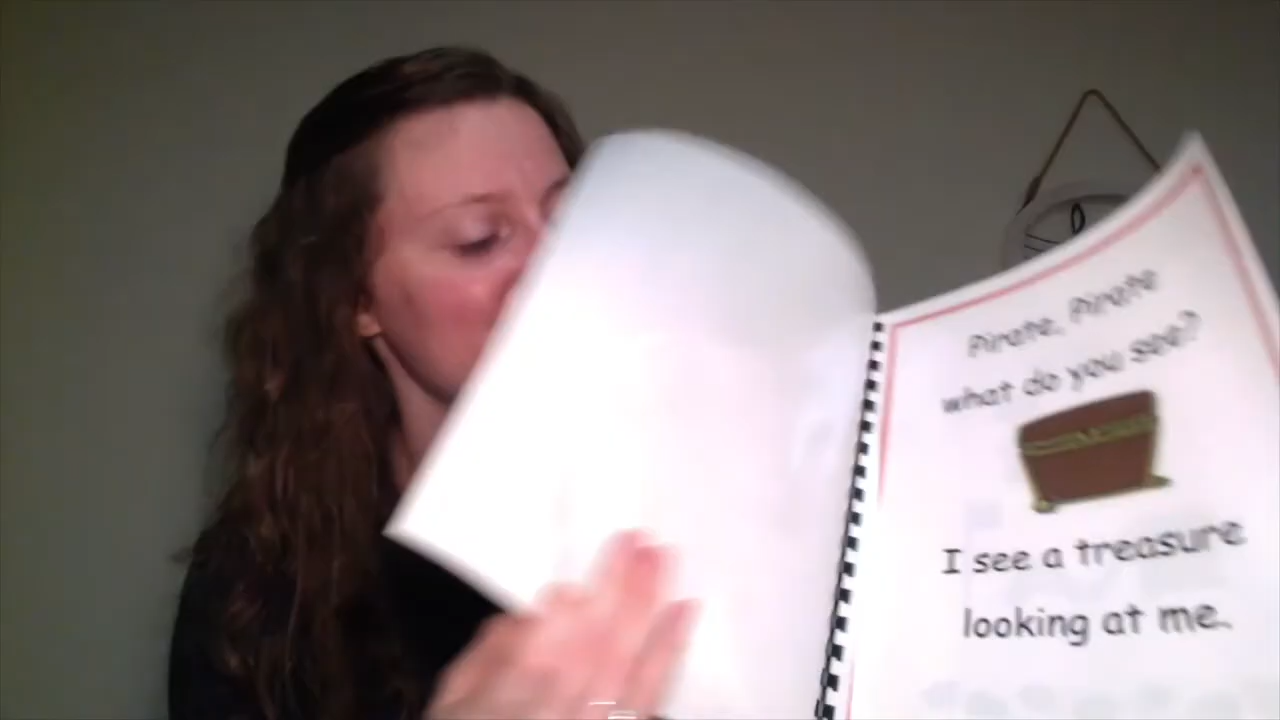 Pirate, Pirate
what do you see?
I see a treasure
looking at me.